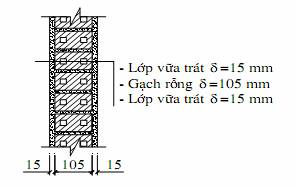 - Lớp vữa trát δ=15 mm
- Gạch rỗng δ=105 mm
- Lớp vữa trát δ=15 mm
15 105 15